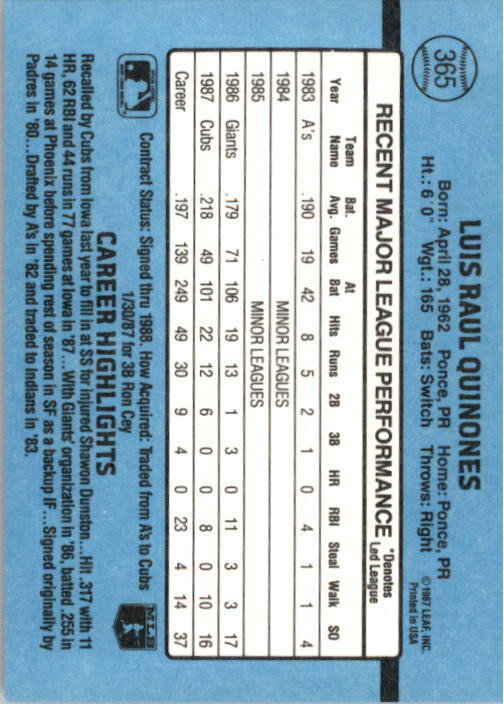 365
LUIS RAUL QUINONES
Born: April 28, 1962 Ponce, PR Home: Ponce, PR
Ht.: 6'0" Wgt.: 165 Bats: Switch Throws: Right
©1987 LEAF, INC.
Printed in USA
RECENT MAJOR LEAGUE PERFORMANCE *Denotes Led League
Year Team Name Bat. Avg. Games At Bat Hits Runs 2B 3B HR RBI Steal Walk SO
1983 A's .190 19 42 8 5 2 1 0 4 1 1 4
1984 MINOR LEAGUES
1985 MINOR LEAGUES
1986 Giants .179 71 106 19 13 1 3 0 11 3 3 17
1987 Cubs .218 49 101 22 12 6 0 0 8 0 10 16
Career .197 139 249 49 30 9 4 0 23 4 14 37
Contract Status: Signed thru 1988. How Acquired: Traded from A's to Cubs
1/30/87 for 38 Ron Cey
MLB
CAREER HIGHLIGHTS
Recalled by Cubs from Iowa last year to fill in at SS for injured Shawon Dunston...Hit .317 with 11
HR, 62 RBI and 44 runs in 77 games at Iowa in '87...With Giants' organization in '86, batted .255 in
14 games at Phoenix before spending rest of season in SF as a backup IF...Signed originally by
Padres in '80...Drafted by A's in '82 and traded to Indians in '83.